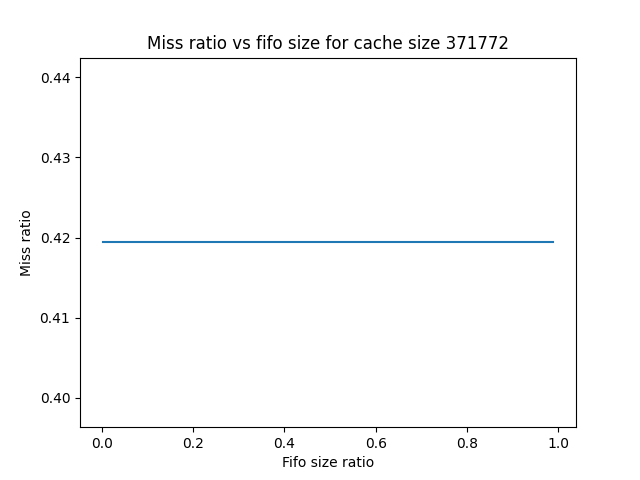 Miss ratio vs fifo size for cache size 371772
0.44
0.43
0.42
0.41
0.40
Miss ratio
0.0 0.2 0.4 0.6 0.8 1.0
Fifo size ratio